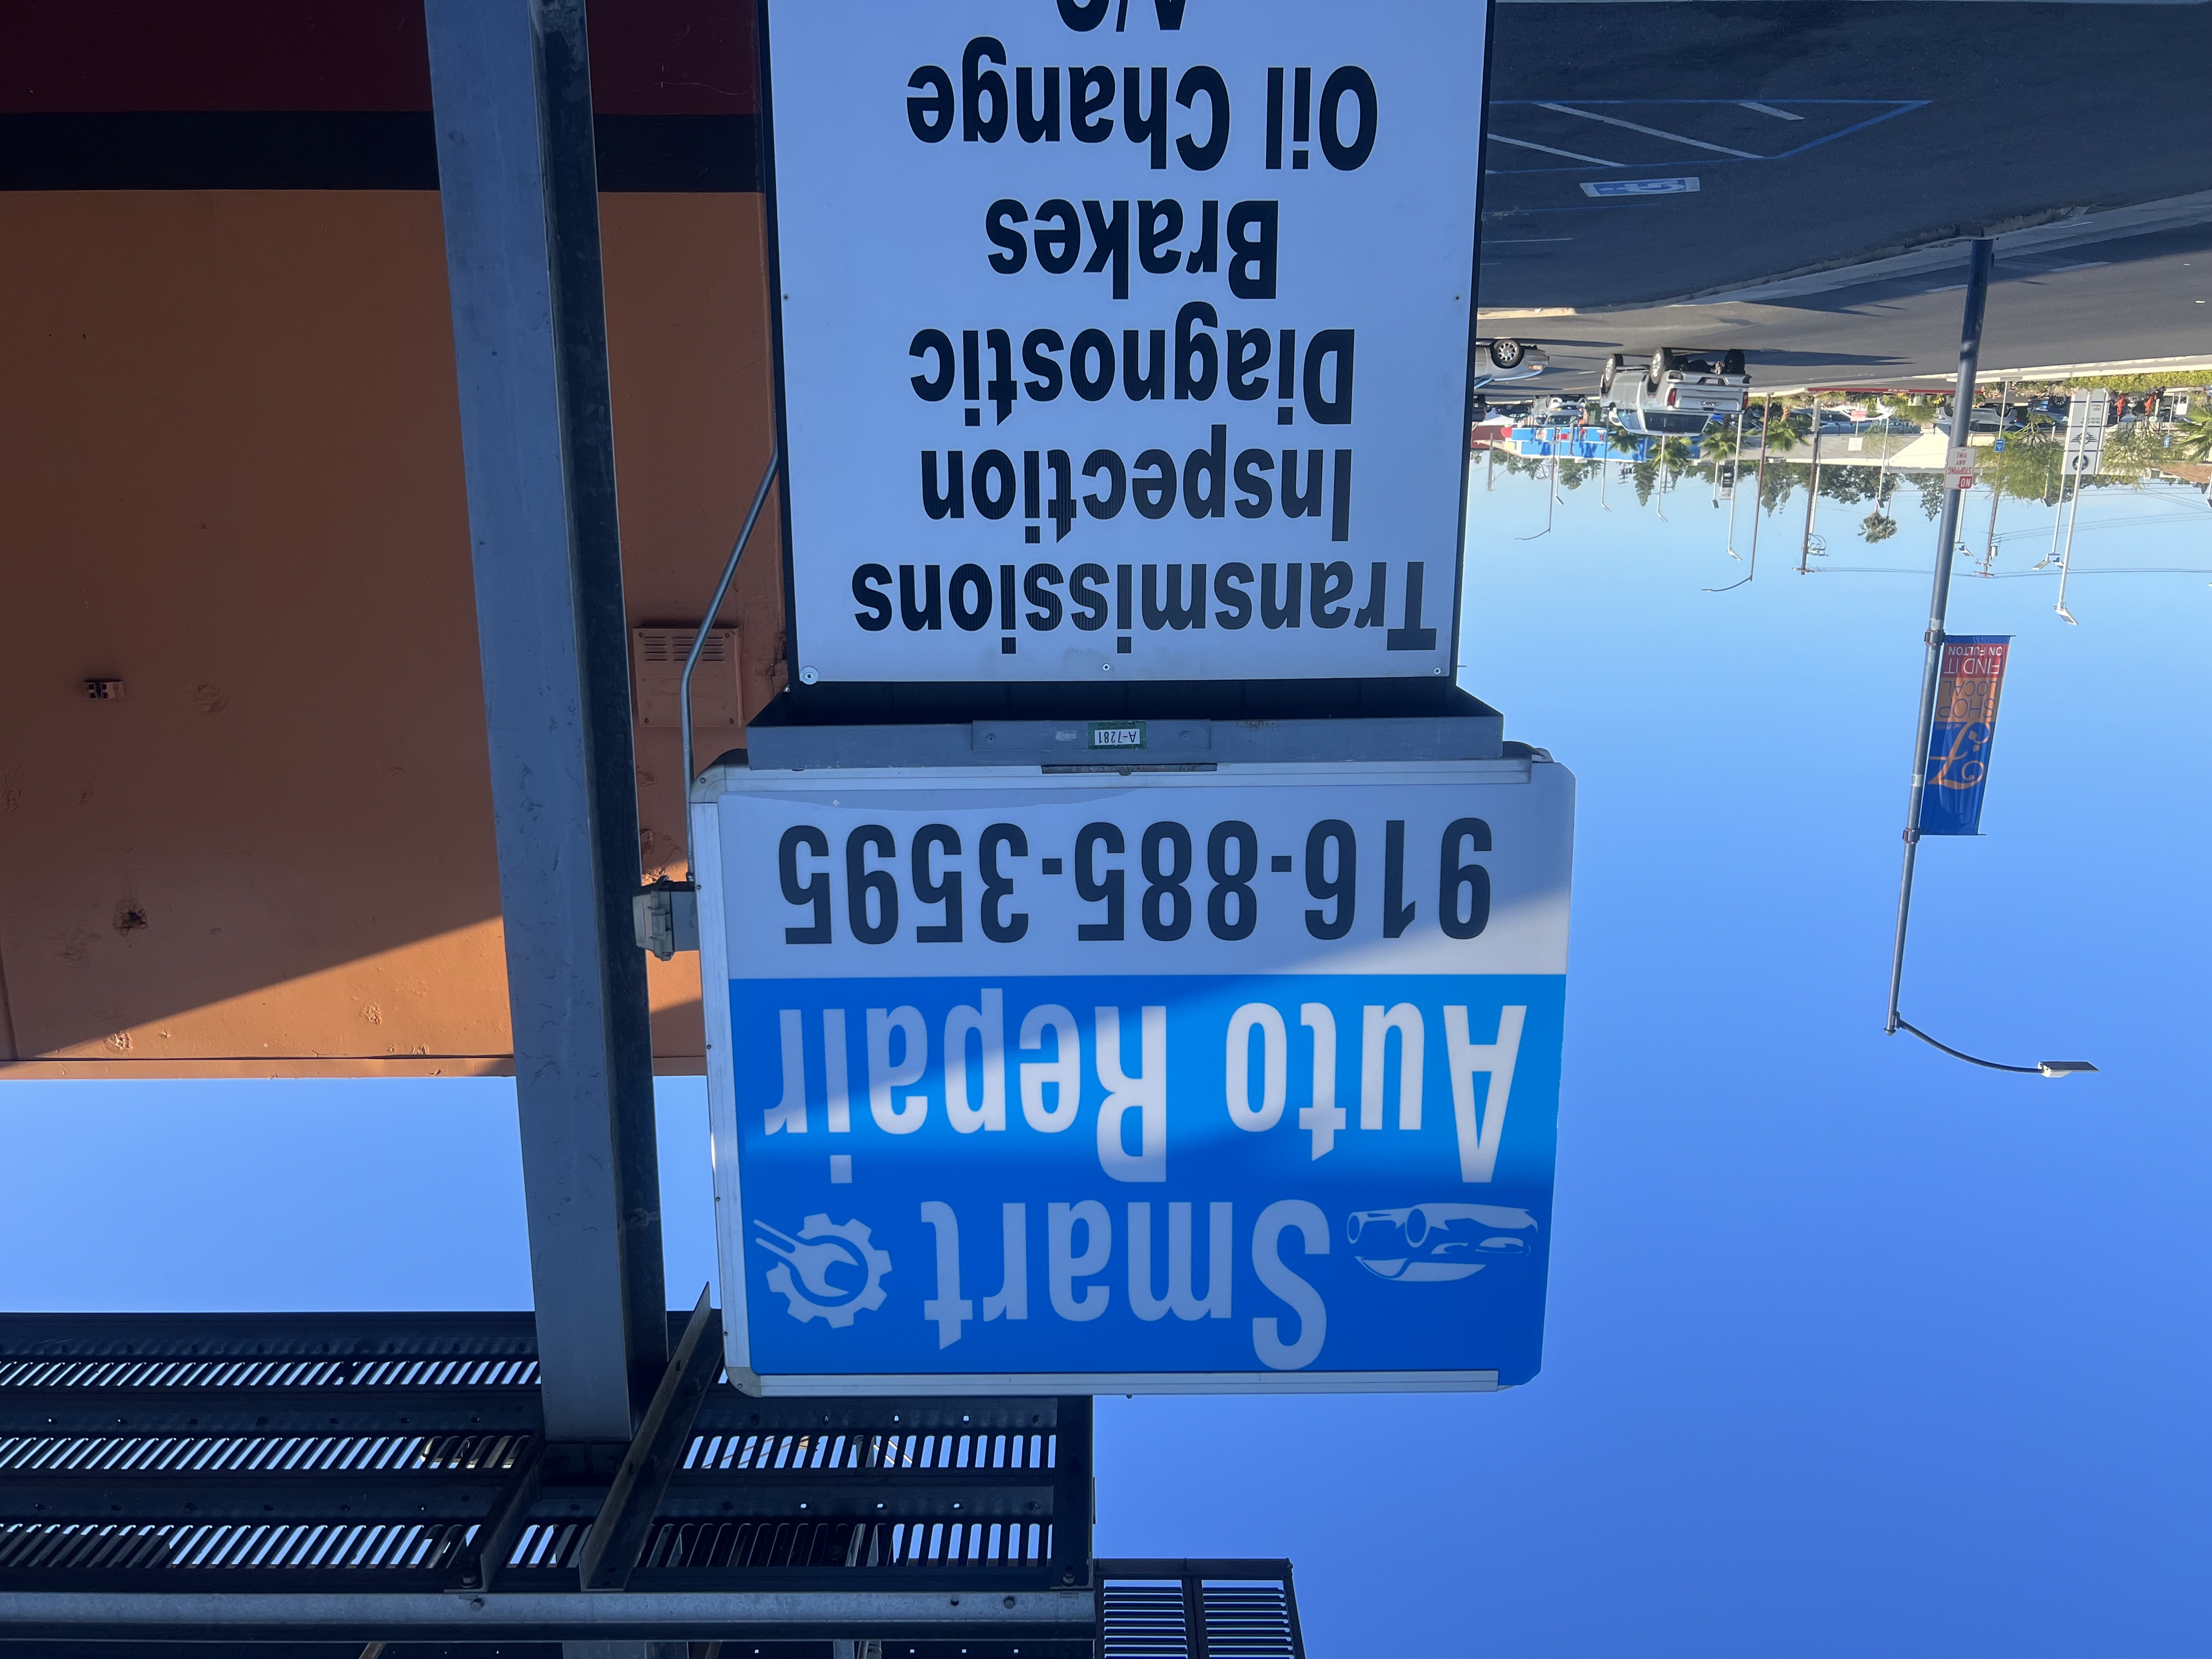 Smart
Auto Repair
916-885-3595
A-7281
Transmissions
Inspection
Diagnostic
Brakes
Oil Change
A/C
SHOP
LOCAL
FIND IT
ON FULTON
NO
STOPPING
ANY
TIME